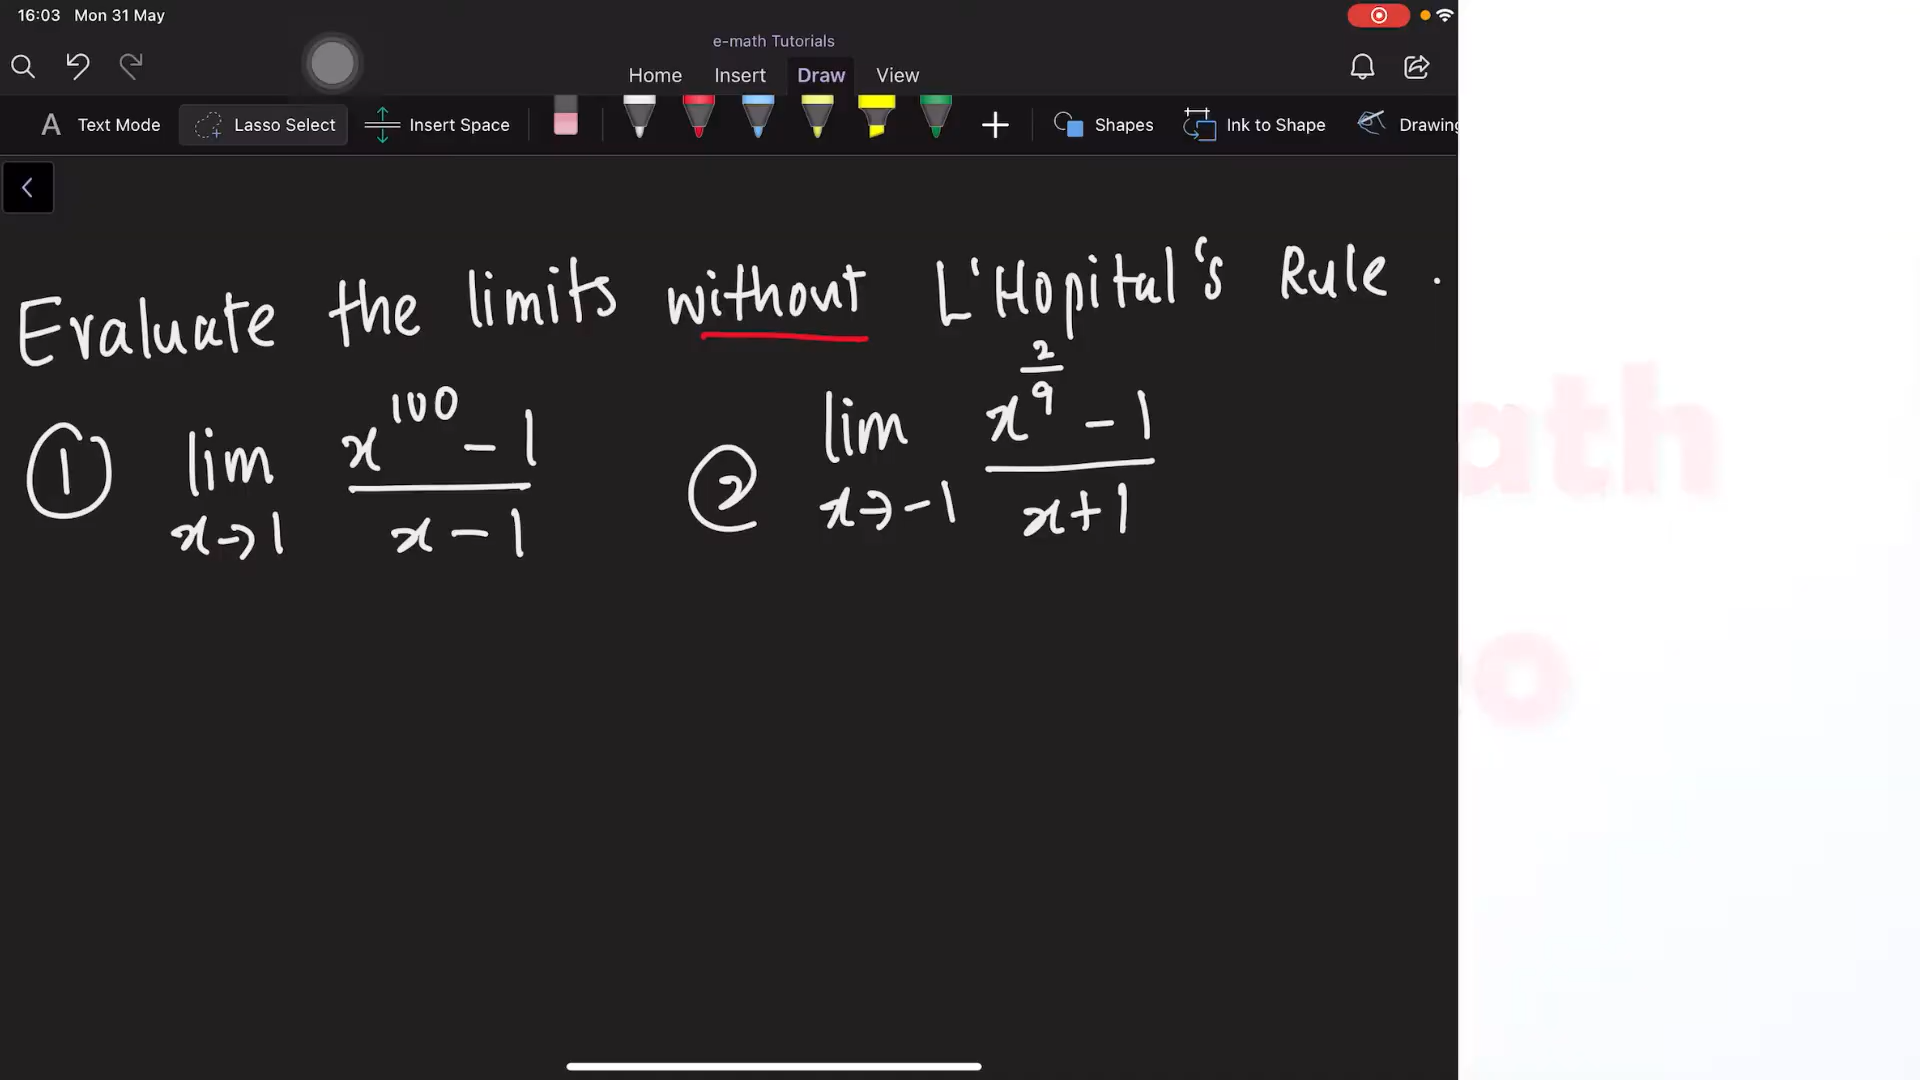 16:03 Mon 31 May
e-math Tutorials
Home Insert Draw View
A Text Mode Lasso Select Insert Space Shapes Ink to Shape Drawing
Evaluate the limits without L'Hopital's Rule.
① lim x→1 x^100 - 1 / x - 1 ② lim x→-1 x^(2/9) - 1 / x + 1